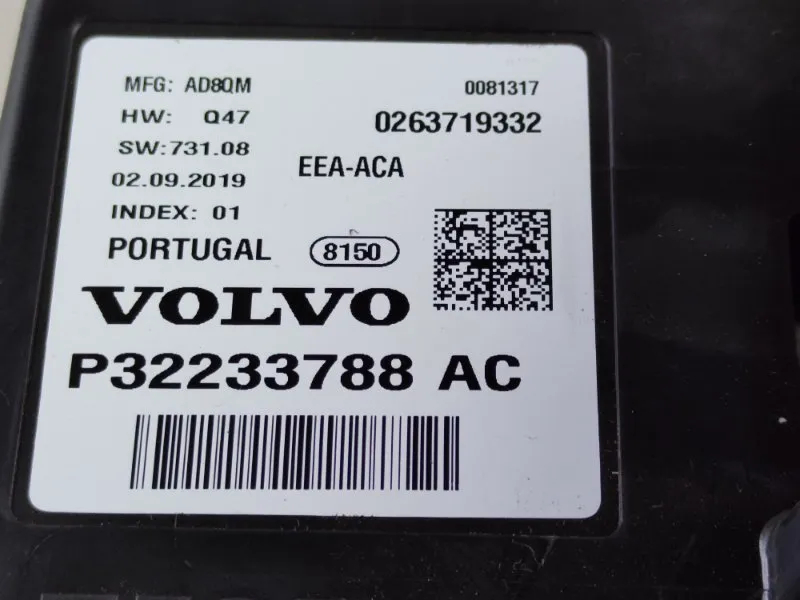 MFG: AD8QM 0081317
HW: Q47 0263719332
SW:731.08
EEA-ACA
02.09.2019
INDEX: 01
PORTUGAL 8150
VOLVO
P32233788 AC